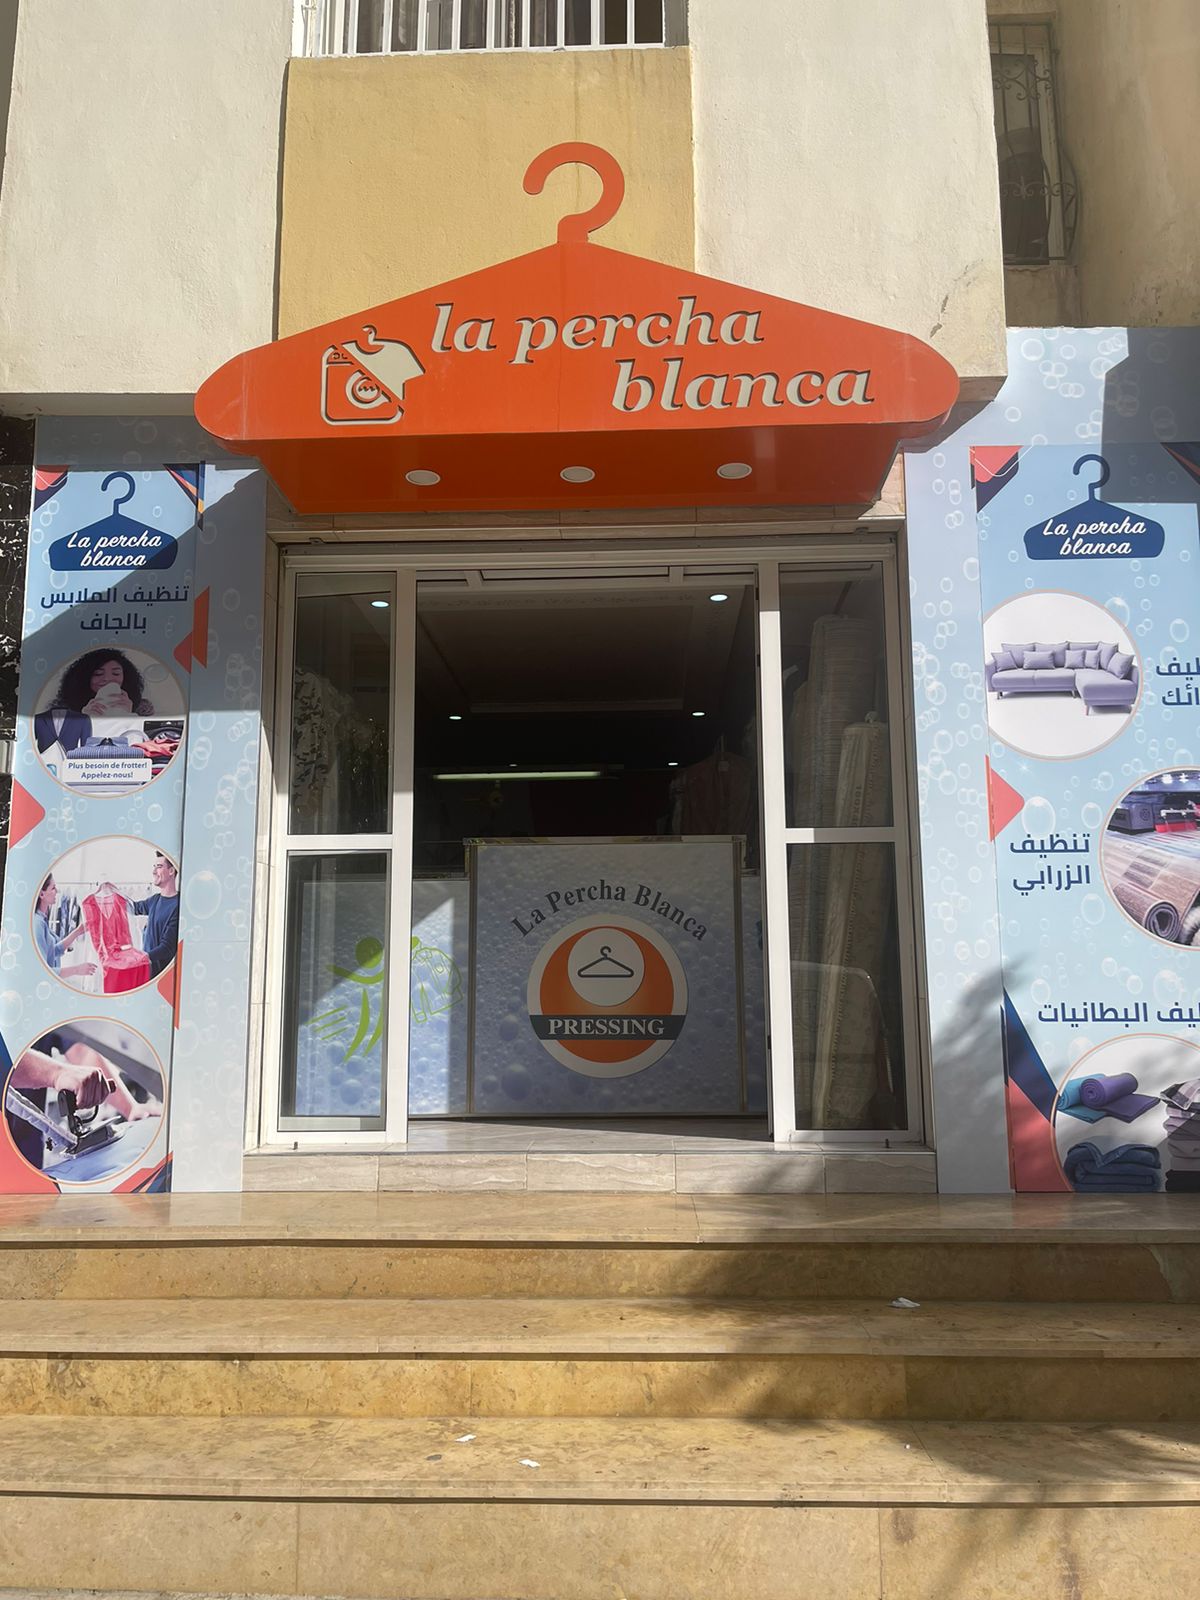 la percha
blanca
La percha
blanca
تنظيف الملابس
بالجاف
Plus besoin de frotter!
Appelez-nous!
La Percha Blanca
PRESSING
La percha
blanca
تنظيف
الزرابي
البطانيات